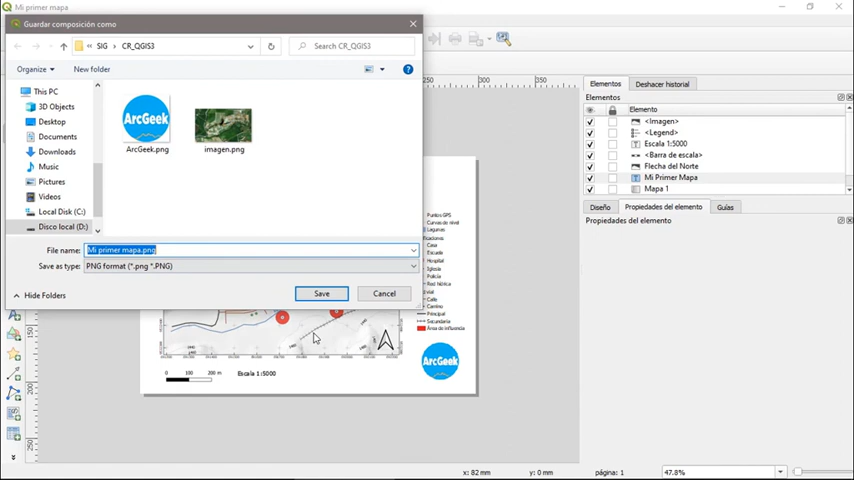 Mi primer mapa
Guardar composición como
SIG
CR_QGIS3
Search CR_QGIS3
Organize
New folder
This PC
3D Objects
Desktop
Documents
Downloads
Music
Pictures
Videos
Local Disk (C:)
Disco local (D:)
ArcGeek
ArcGeek.png
imagen.png
File name:
Mi primer mapa.png
Save as type:
PNG format (*.png *.PNG)
Hide Folders
Save
Cancel
250
300
350
Elementos
Deshacer historial
Elementos
Elemento
<Imagen>
<Legend>
Escala 1:5000
<Barra de escala>
Flecha del Norte
Mi Primer Mapa
Mapa 1
Diseño
Propiedades del elemento
Guías
Propiedades del elemento
Puntos GPS
Curvas de nivel
Lagunas
Casa
Escuela
Hospital
Iglesia
Policía
Red hídrica
vial
Calle
Camino
Principal
Secundaria
Área de influencia
ArcGeek
0 100 200 m
Escala 1:5000
150
200
250
x: 82 mm
y: 0 mm
página: 1
47.8%